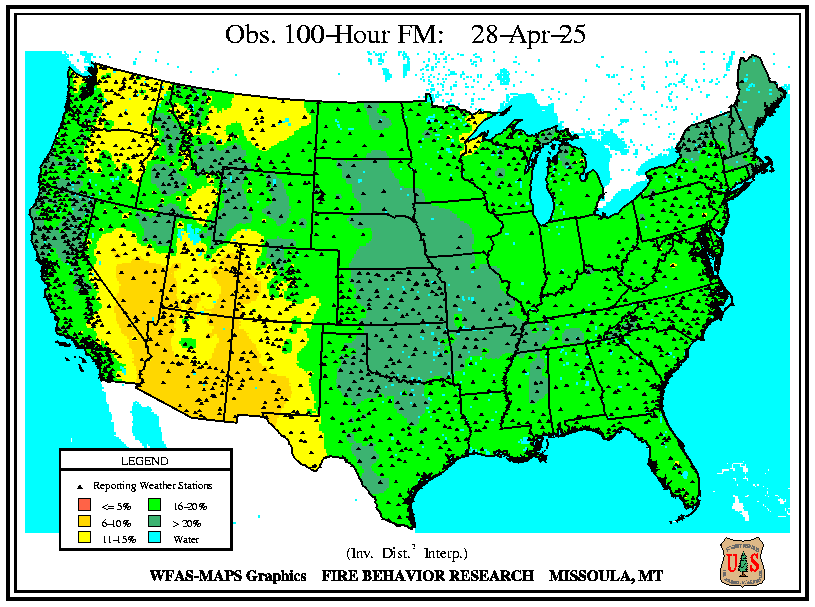 Obs. 100-Hour FM: 28-Apr-25
LEGEND
Reporting Weather Stations
<= 5%
16-20%
6-10%
> 20%
11-15%
Water
(Inv. Dist.² Interp.)
WFAS-MAPS Graphics FIRE BEHAVIOR RESEARCH MISSOULA, MT
U S